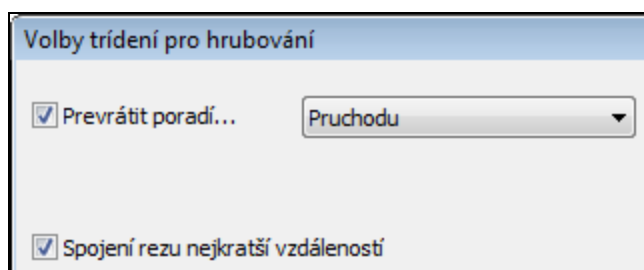 Volby trídení pro hrubování
Prevrátit poradí... Pruchodu
Spojení rezu nejkratší vzdáleností